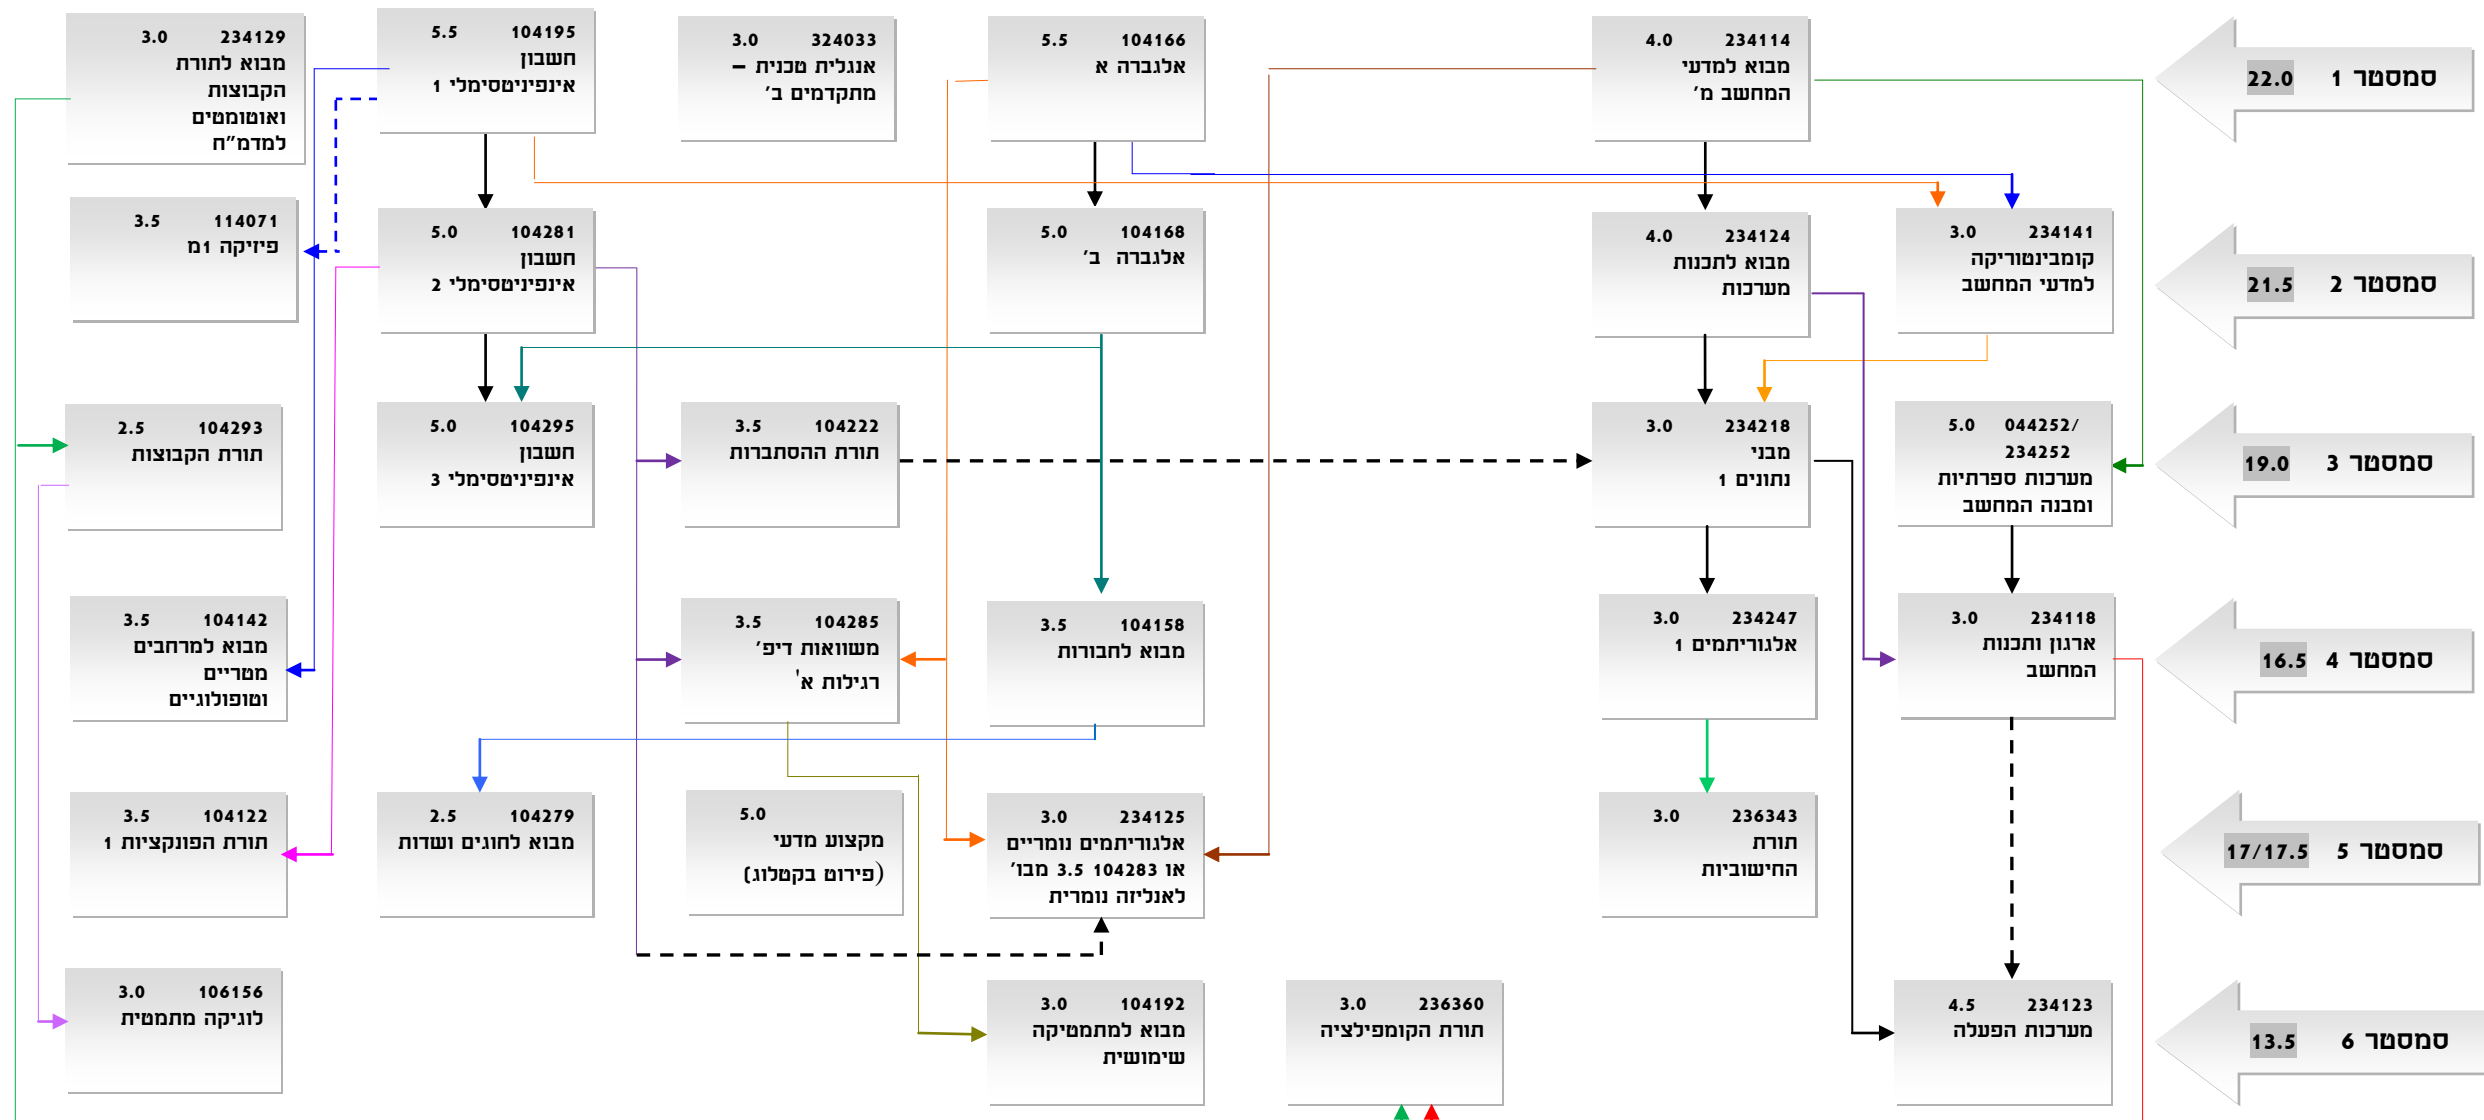 סמסטר 1 22.0
234114 4.0
מבוא למדעי
המחשב מ'
104166 5.5
אלגברה א
324033 3.0
אנגלית טכנית –
מתקדמים ב'
104195 5.5
חשבון
אינפיניטסימלי 1
234129 3.0
מבוא לתורת
הקבוצות
ואוטומטים
למדמ"ח
סמסטר 2 21.5
234141 3.0
קומבינטוריקה
למדעי המחשב
234124 4.0
מבוא לתכנות
מערכות
104168 5.0
אלגברה ב'
104281 5.0
חשבון
אינפיניטסימלי 2
114071 3.5
פיזיקה 1מ
סמסטר 3 19.0
044252/ 5.0
234252
מערכות ספרתיות
ומבנה המחשב
234218 3.0
מבני
נתונים 1
104222 3.5
תורת ההסתברות
104295 5.0
חשבון
אינפיניטסימלי 3
104293 2.5
תורת הקבוצות
סמסטר 4 16.5
234118 3.0
ארגון ותכנות
המחשב
234247 3.0
אלגוריתמים 1
104158 3.5
מבוא לחבורות
104285 3.5
משוואות דיפ'
רגילות א'
104142 3.5
מבוא למרחבים
מטריים
וטופולוגיים
סמסטר 5 17/17.5
236343 3.0
תורת
החישוביות
234125 3.0
אלגוריתמים נומריים
או 104283 3.5 מבו'
לאנליזה נומרית
5.0
מקצוע מדעי
(פירוט בקטלוג)
104279 2.5
מבוא לחוגים ושדות
104122 3.5
תורת הפונקציות 1
סמסטר 6 13.5
234123 4.5
מערכות הפעלה
236360 3.0
תורת הקומפילציה
104192 3.0
מבוא למתמטיקה
שימושית
106156 3.0
לוגיקה מתמטית